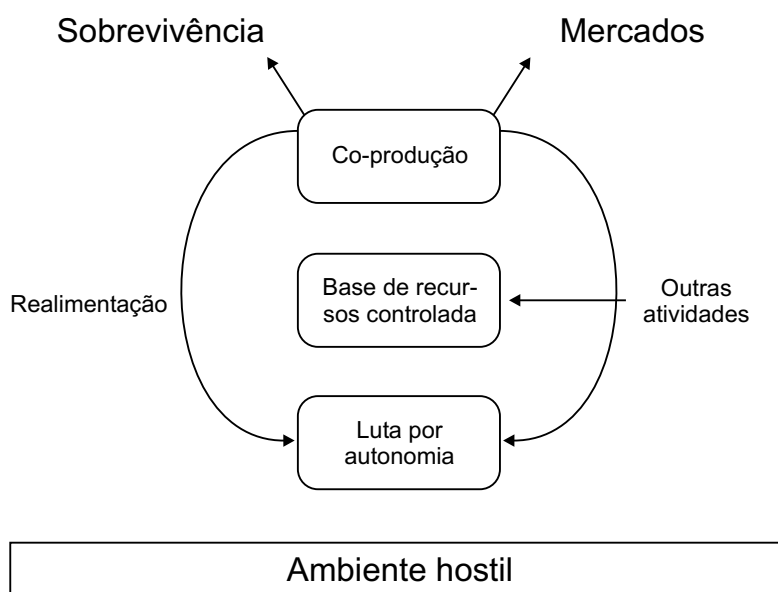 Sobrevivência
Mercados
Co-produção
Realimentação
Base de recur-
sos controlada
Outras
atividades
Luta por
autonomia
Ambiente hostil